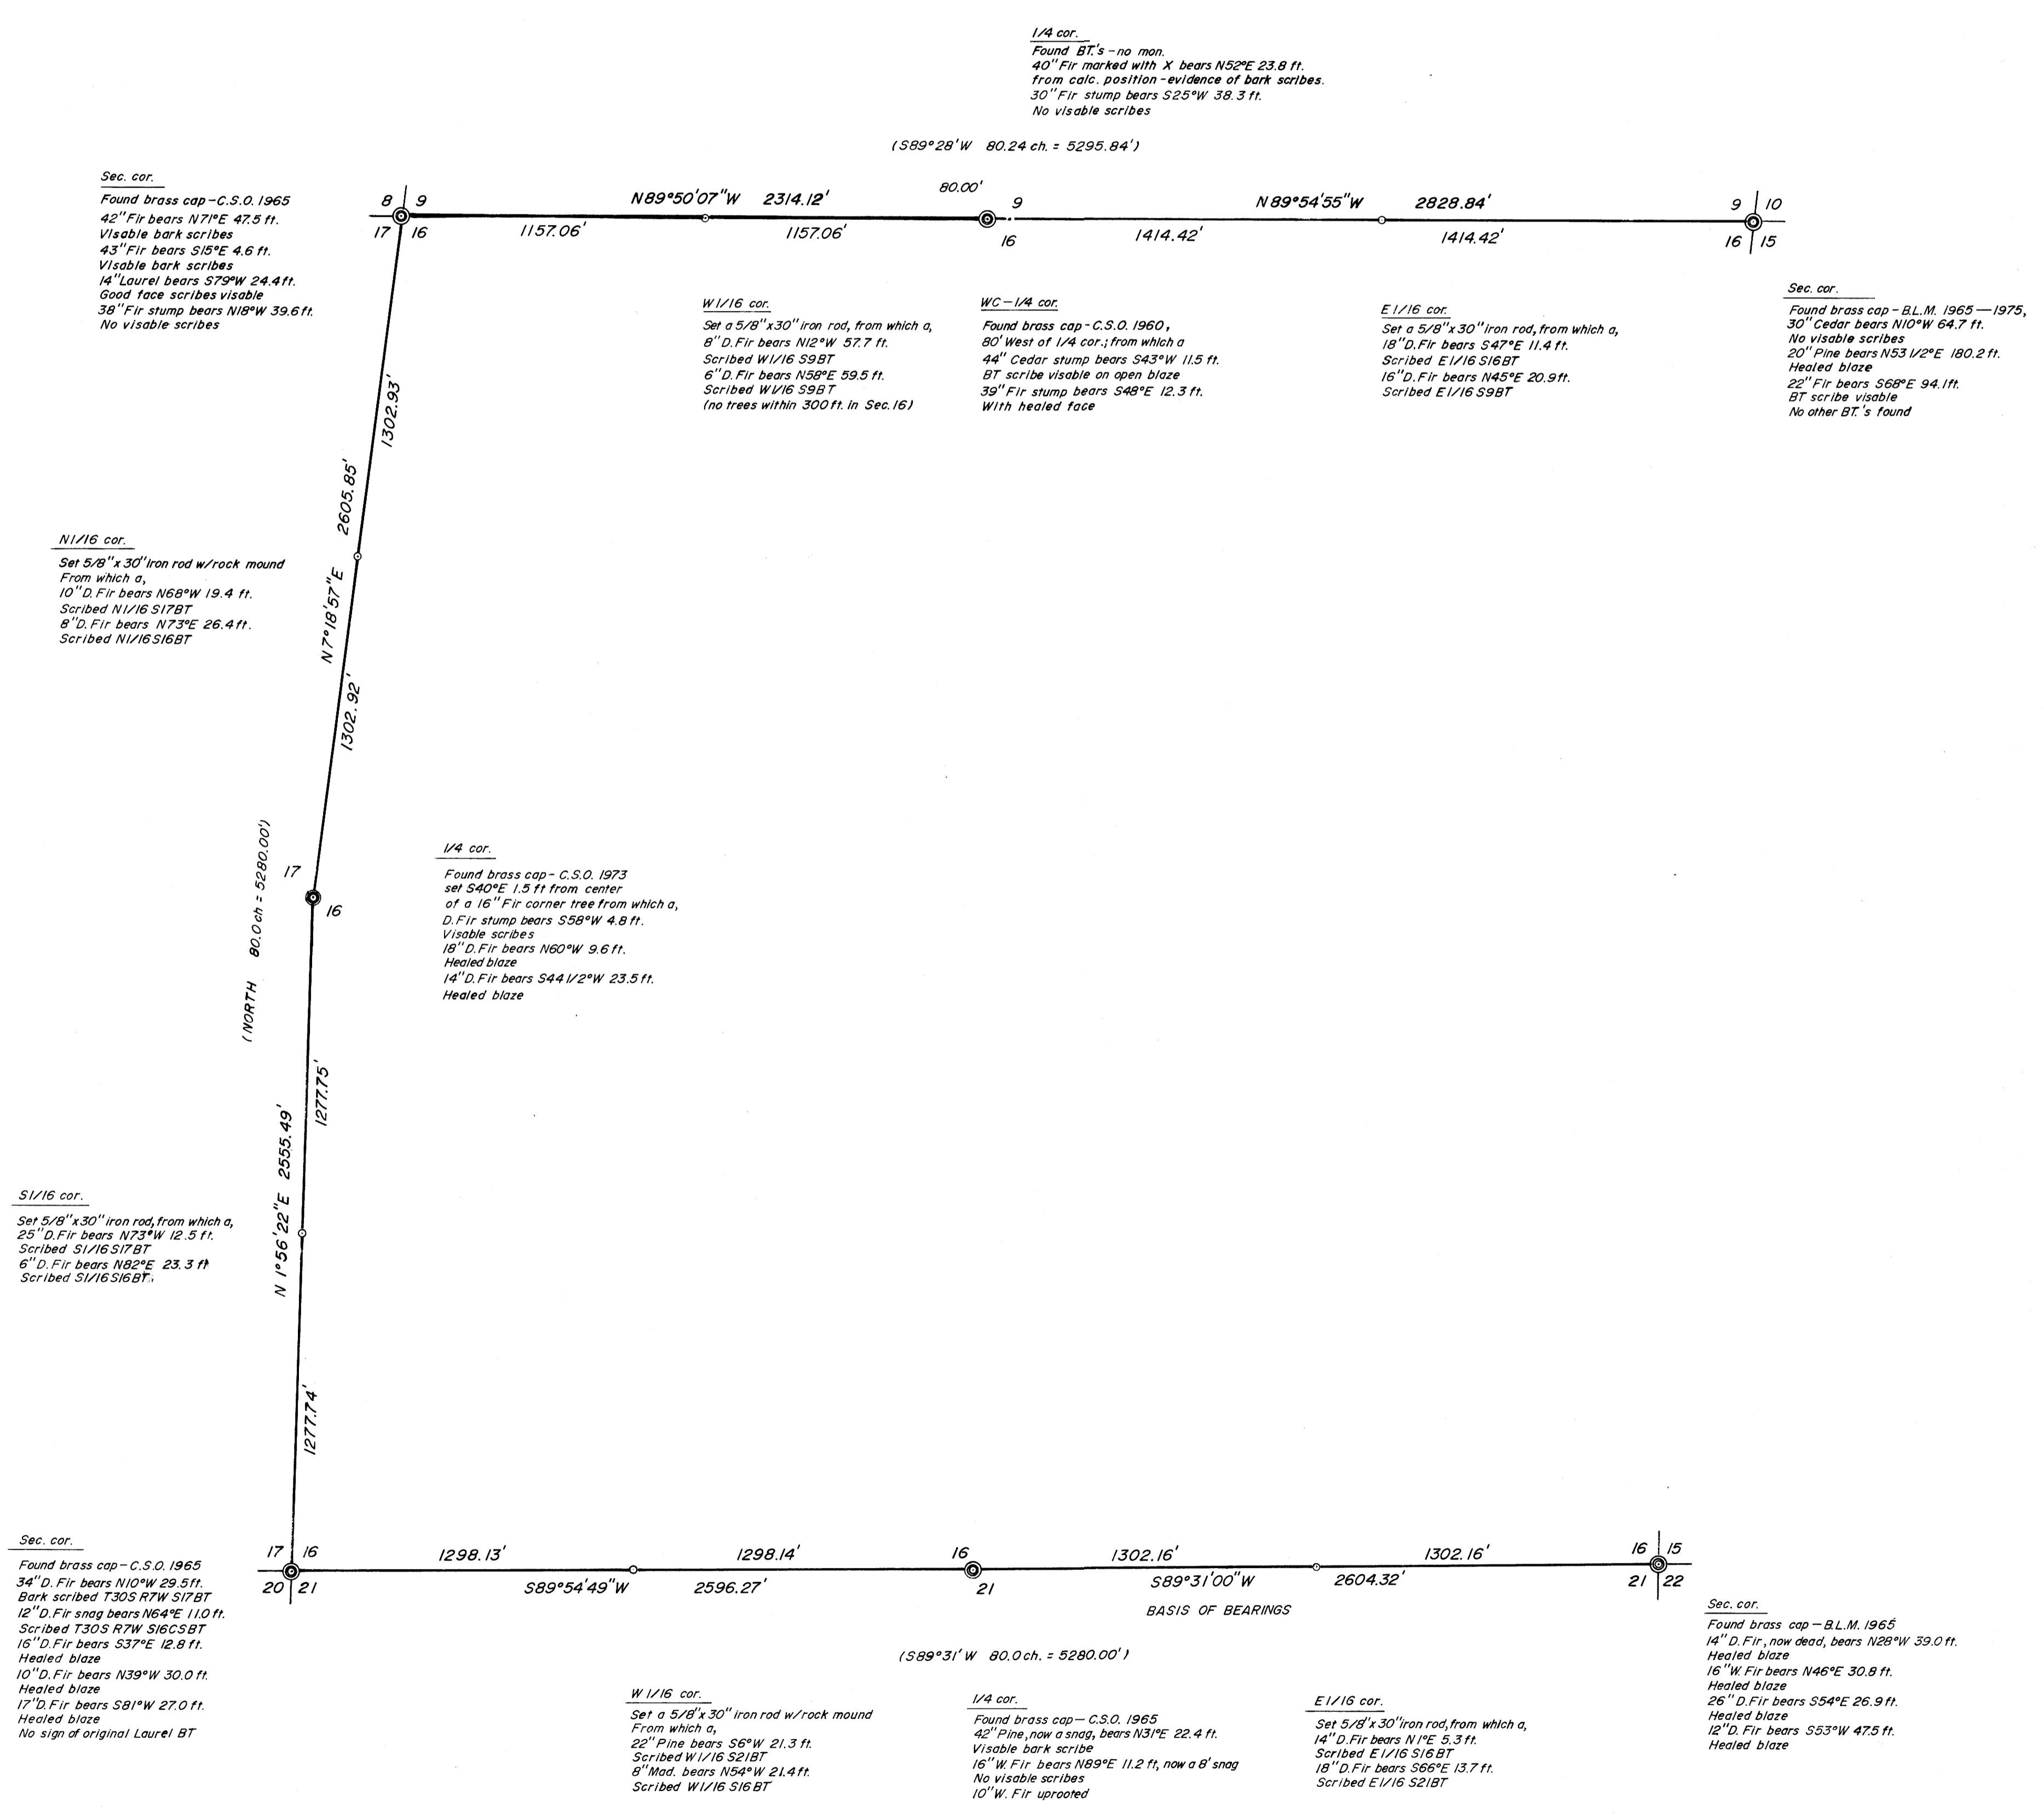 1/4 cor.
Found BT.'s - no mon.
40" Fir marked with X bears N52°E 23.8 ft.
from calc. position - evidence of bark scribes.
30" Fir stump bears S25°W 38.3 ft.
No visable scribes
(S89°28'W 80.24 ch. = 5295.84')
Sec. cor.
Found brass cap - C.S.O. 1965
42" Fir bears N71°E 47.5 ft.
Visable bark scribes
43" Fir bears S15°E 4.6 ft.
Visable bark scribes
14" Laurel bears S79°W 24.4 ft.
Good face scribes visable
38" Fir stump bears N18°W 39.6 ft.
No visable scribes
8 9
17 16
N89°50'07"W 2314.12'
1157.06'
1157.06'
80.00'
9
16
N89°54'55"W 2828.84'
1414.42'
1414.42'
9 10
16 15
W1/16 cor.
Set a 5/8"x30" iron rod, from which a,
8" D. Fir bears N12°W 57.7 ft.
Scribed W1/16 S9BT
6" D. Fir bears N58°E 59.5 ft.
Scribed W1/16 S9BT
(no trees within 300 ft. in Sec. 16)
WC-1/4 cor.
Found brass cap - C.S.O. 1960,
80' West of 1/4 cor.; from which a
44" Cedar stump bears S43°W 11.5 ft.
BT scribe visable on open blaze
39" Fir stump bears S48°E 12.3 ft.
With healed face
E1/16 cor.
Set a 5/8"x30" iron rod, from which a,
18" D. Fir bears S47°E 11.4 ft.
Scribed E1/16 S16BT
16" D. Fir bears N45°E 20.9 ft.
Scribed E1/16 S9BT
Sec. cor.
Found brass cap - B.L.M. 1965 — 1975,
30" Cedar bears N10°W 64.7 ft.
No visable scribes
20" Pine bears N53 1/2°E 180.2 ft.
Healed blaze
22" Fir bears S68°E 94.1 ft.
BT scribe visable
No other BT.'s found
1302.93'
N7°18'57"E 2605.85'
1302.92'
N1/16 cor.
Set 5/8"x 30" iron rod w/rock mound
From which a,
10" D. Fir bears N68°W 19.4 ft.
Scribed N1/16 S17BT
8" D. Fir bears N73°E 26.4 ft.
Scribed N1/16 S16BT
17
16
(NORTH 80.0 ch = 5280.00')
1/4 cor.
Found brass cap - C.S.O. 1973
set S40°E 1.5 ft from center
of a 16" Fir corner tree from which a,
D. Fir stump bears S58°W 4.8 ft.
Visable scribes
18" D. Fir bears N60°W 9.6 ft.
Healed blaze
14" D. Fir bears S44 1/2°W 23.5 ft.
Healed blaze
1277.75'
N 1°56'22"E 2555.49'
1277.74'
S1/16 cor.
Set 5/8"x30" iron rod, from which a,
25" D. Fir bears N73°W 12.5 ft.
Scribed S1/16 S17BT
6" D. Fir bears N82°E 23.3 ft
Scribed S1/16 S16BT.
Sec. cor.
Found brass cap - C.S.O. 1965
34" D. Fir bears N10°W 29.5 ft.
Bark scribed T30S R7W S17BT
12" D. Fir snag bears N64°E 11.0 ft.
Scribed T30S R7W S16CSBT
16" D. Fir bears S37°E 12.8 ft.
Healed blaze
10" D. Fir bears N39°W 30.0 ft.
Healed blaze
17" D. Fir bears S81°W 27.0 ft.
Healed blaze
No sign of original Laurel BT
17 16
20 21
1298.13'
1298.14'
S89°54'49"W 2596.27'
16
21
1302.16'
1302.16'
S89°31'00"W 2604.32'
BASIS OF BEARINGS
16 15
21 22
(S89°31'W 80.0 ch. = 5280.00')
W 1/16 cor.
Set a 5/8"x30" iron rod w/rock mound
From which a,
22" Pine bears S6°W 21.3 ft.
Scribed W1/16 S21BT
8" Mad. bears N54°W 21.4 ft.
Scribed W1/16 S16BT
1/4 cor.
Found brass cap — C.S.O. 1965
42" Pine, now a snag, bears N31°E 22.4 ft.
Visable bark scribe
16" W. Fir bears N89°E 11.2 ft, now a 8' snag
No visable scribes
10" W. Fir uprooted
E1/16 cor.
Set 5/8"x30" iron rod, from which a,
14" D. Fir bears N1°E 5.3 ft.
Scribed E1/16 S16BT
18" D. Fir bears S66°E 13.7 ft.
Scribed E1/16 S21BT
Sec. cor.
Found brass cap — B.L.M. 1965
14" D. Fir, now dead, bears N28°W 39.0 ft.
Healed blaze
16" W. Fir bears N46°E 30.8 ft.
Healed blaze
26" D. Fir bears S54°E 26.9 ft.
Healed blaze
12" D. Fir bears S53°W 47.5 ft.
Healed blaze